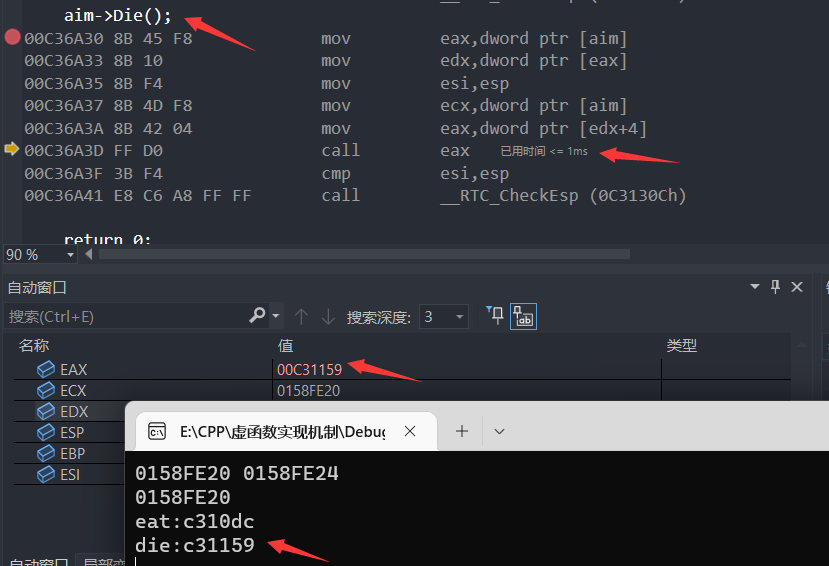 aim->Die();
00C36A30 8B 45 F8 mov eax,dword ptr [aim]
00C36A33 8B 10 mov edx,dword ptr [eax]
00C36A35 8B F4 mov esi,esp
00C36A37 8B 4D F8 mov ecx,dword ptr [aim]
00C36A3A 8B 42 04 mov eax,dword ptr [edx+4]
00C36A3D FF D0 call eax 已用时间 <= 1ms
00C36A3F 3B F4 cmp esi,esp
00C36A41 E8 C6 A8 FF FF call __RTC_CheckEsp (0C3130Ch)
return 0;
90 %
自动窗口
搜索(Ctrl+E) 搜索深度: 3
名称 值 类型
EAX 00C31159
ECX 0158FE20
EDX
ESP
EBP
ESI
E:\CPP\虚函数实现机制\Debug
0158FE20 0158FE24
0158FE20
eat:c310dc
die:c31159
自动窗口